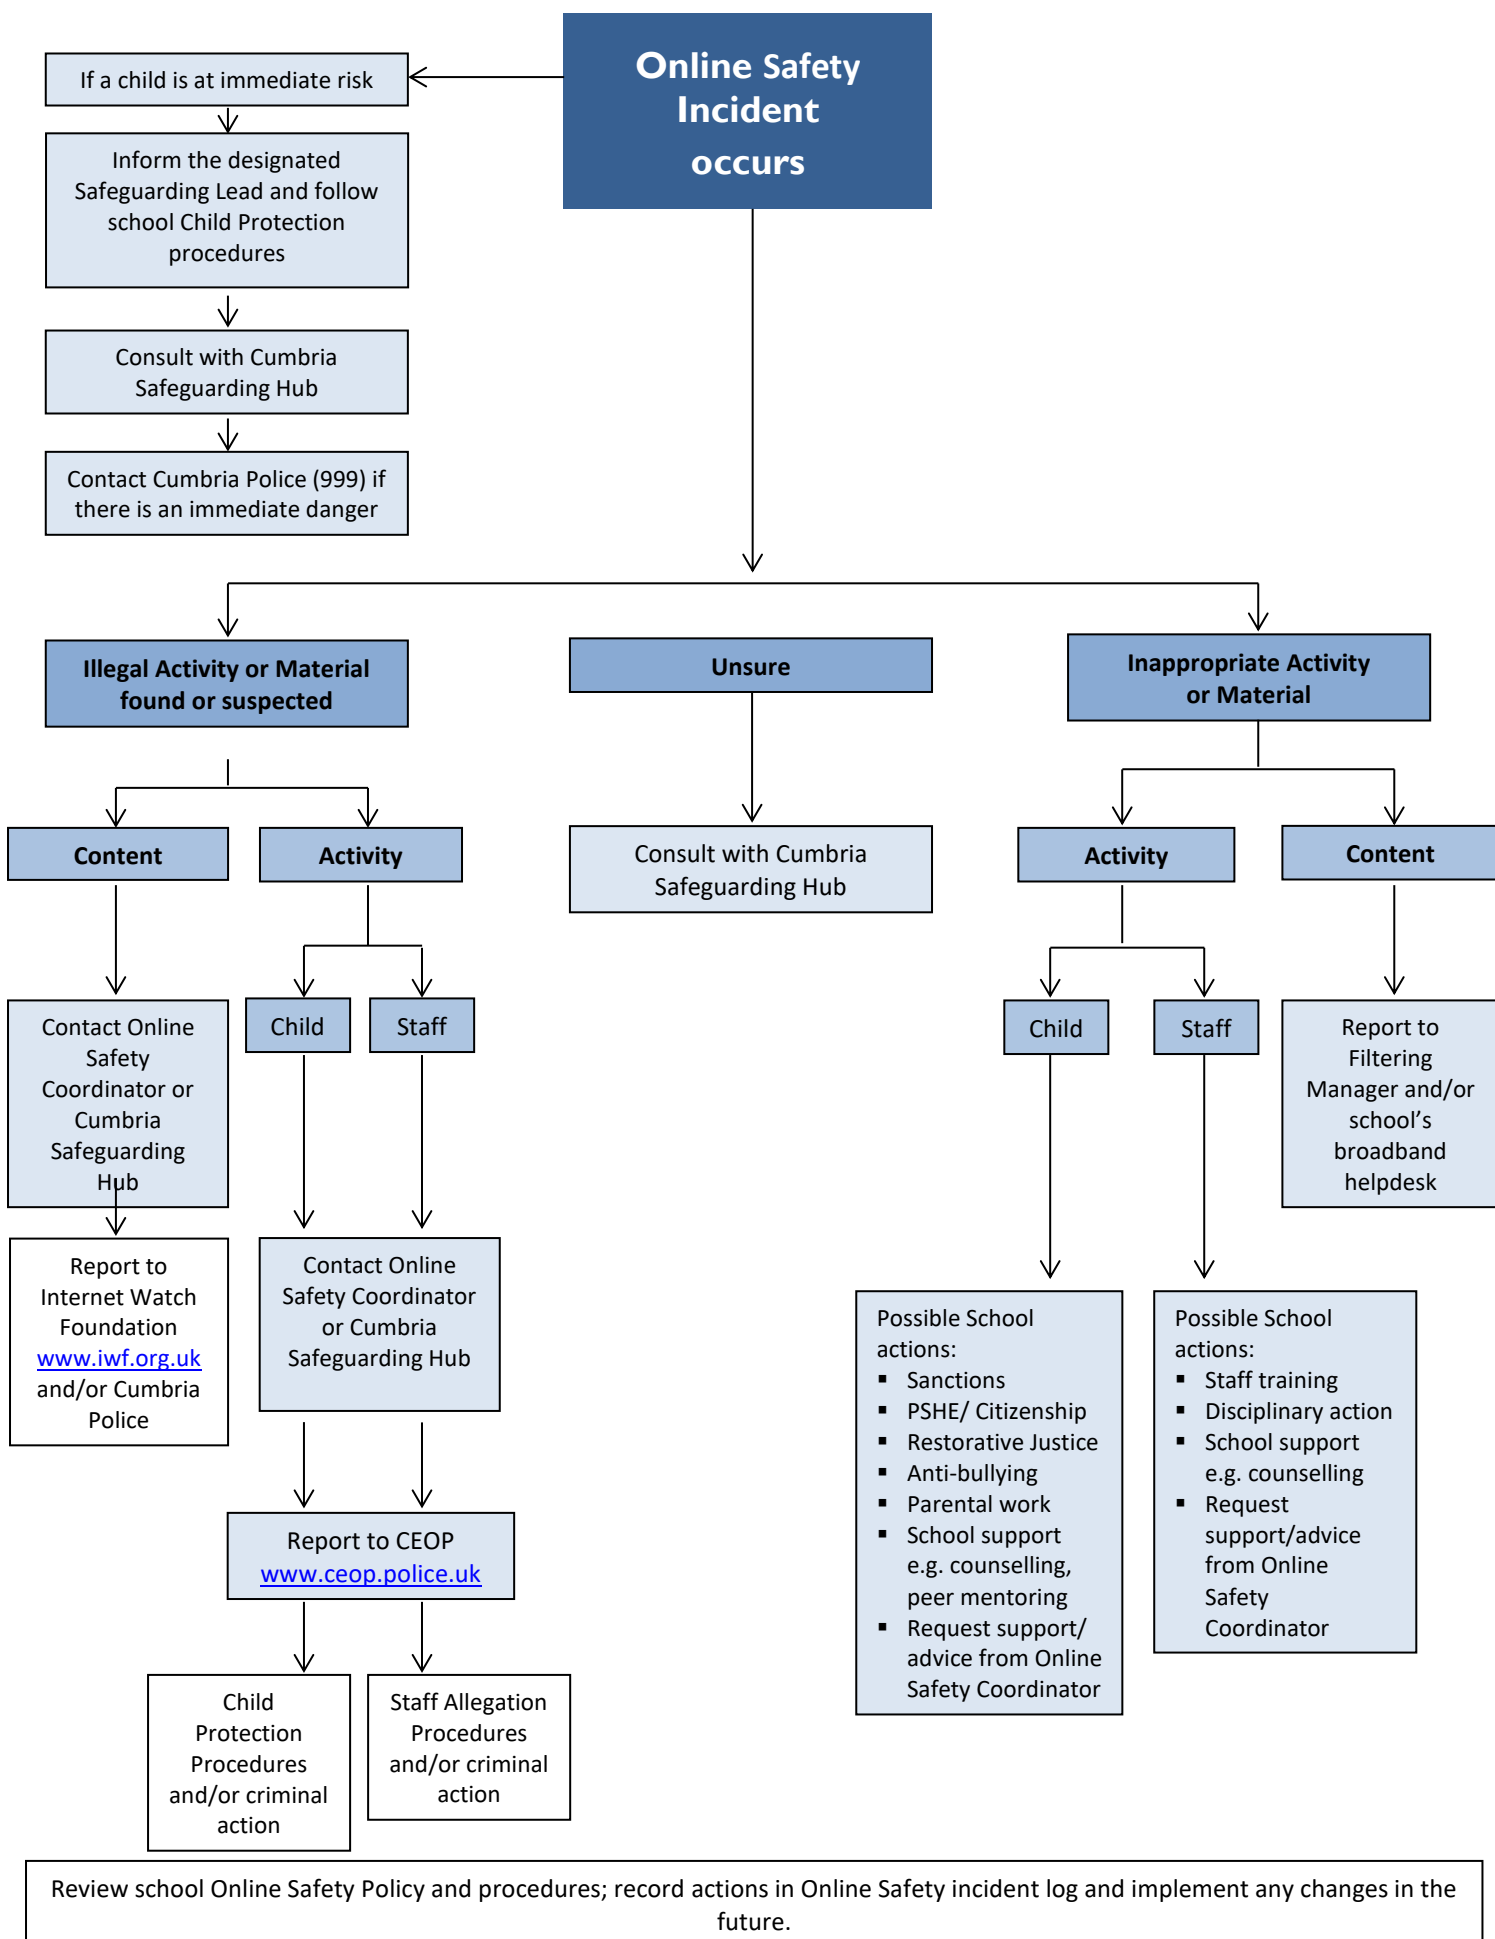 Online Safety
Incident
occurs
If a child is at immediate risk
Inform the designated
Safeguarding Lead and follow
school Child Protection
procedures
Consult with Cumbria
Safeguarding Hub
Contact Cumbria Police (999) if
there is an immediate danger
Illegal Activity or Material
found or suspected
Unsure
Inappropriate Activity
or Material
Content
Activity
Consult with Cumbria
Safeguarding Hub
Activity
Content
Contact Online
Safety
Coordinator or
Cumbria
Safeguarding
Hub
Child
Staff
Child
Staff
Report to
Filtering
Manager and/or
school’s
broadband
helpdesk
Report to
Internet Watch
Foundation
www.iwf.org.uk
and/or Cumbria
Police
Contact Online
Safety Coordinator
or Cumbria
Safeguarding Hub
Possible School
actions:
▪ Sanctions
▪ PSHE/ Citizenship
▪ Restorative Justice
▪ Anti-bullying
▪ Parental work
▪ School support
e.g. counselling,
peer mentoring
▪ Request support/
advice from Online
Safety Coordinator
Possible School
actions:
▪ Staff training
▪ Disciplinary action
▪ School support
e.g. counselling
▪ Request
support/advice
from Online
Safety
Coordinator
Report to CEOP
www.ceop.police.uk
Child
Protection
Procedures
and/or criminal
action
Staff Allegation
Procedures
and/or criminal
action
Review school Online Safety Policy and procedures; record actions in Online Safety incident log and implement any changes in the
future.